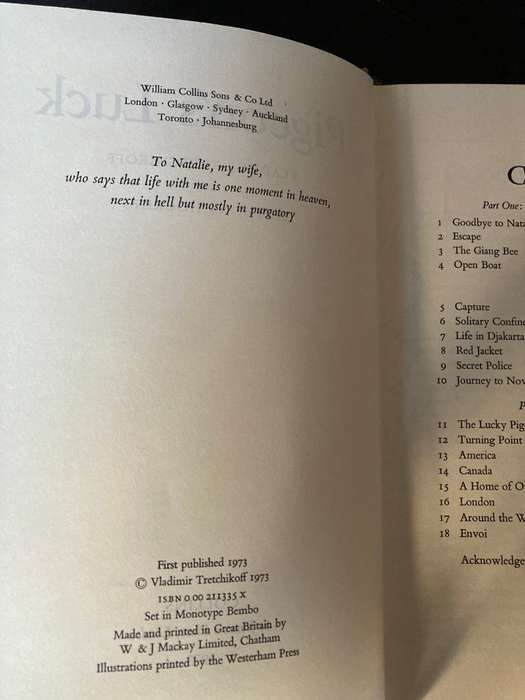 William Collins Sons & Co Ltd
London · Glasgow · Sydney · Auckland
Toronto · Johannesburg
To Natalie, my wife,
who says that life with me is one moment in heaven,
next in hell but mostly in purgatory
First published 1973
© Vladimir Tretchikoff 1973
ISBN 0 00 211335 X
Set in Monotype Bembo
Made and printed in Great Britain by
W & J Mackay Limited, Chatham
Illustrations printed by the Westerham Press
C
Part One:
1 Goodbye to Nata
2 Escape
3 The Giang Bee
4 Open Boat
5 Capture
6 Solitary Confine
7 Life in Djakarta
8 Red Jacket
9 Secret Police
10 Journey to Nov
P
11 The Lucky Pig
12 Turning Point
13 America
14 Canada
15 A Home of O
16 London
17 Around the W
18 Envoi
Acknowledge